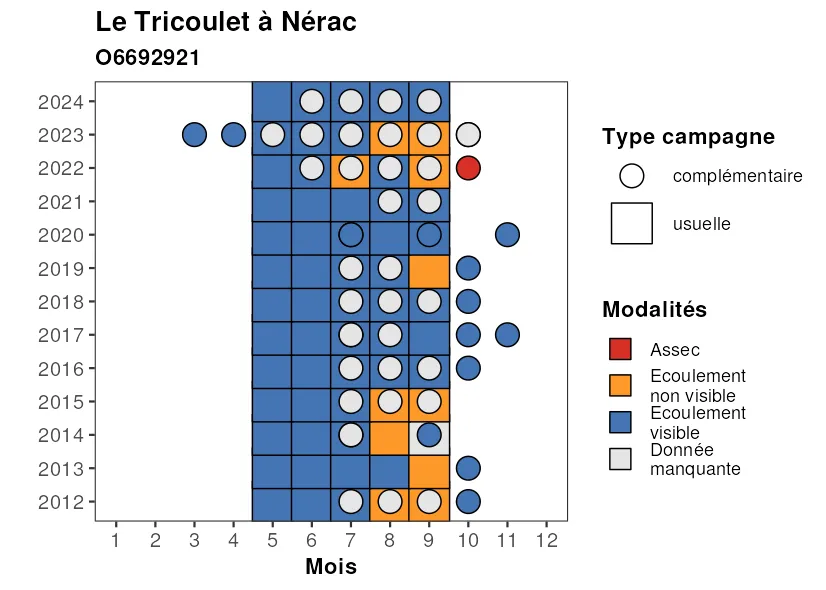 Le Tricoulet à Nérac
O6692921
2024
2023
2022
2021
2020
2019
2018
2017
2016
2015
2014
2013
2012
1 2 3 4 5 6 7 8 9 10 11 12
Mois
Type campagne
complémentaire
usuelle
Modalités
Assec
Ecoulement
non visible
Ecoulement
visible
Donnée
manquante